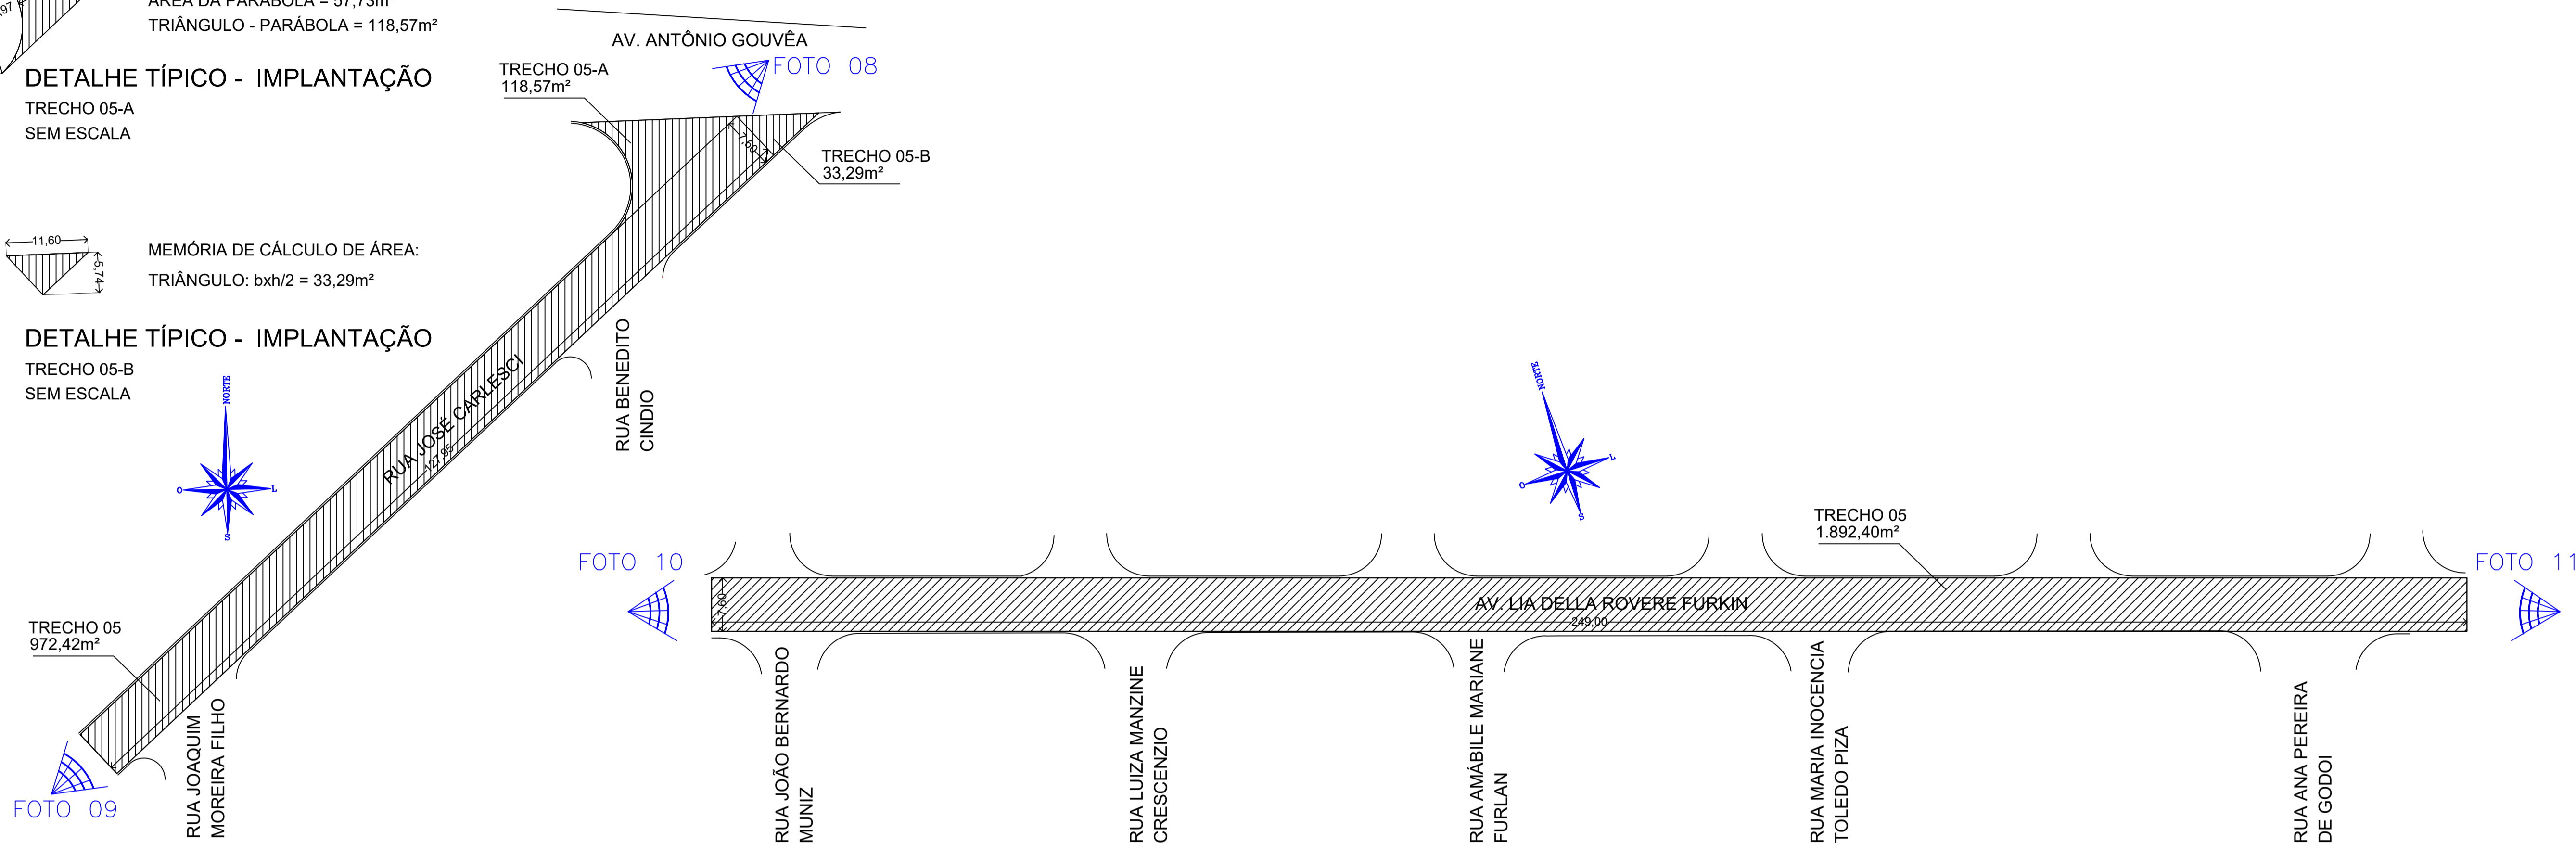 ÁREA DA PARÁBOLA = 57,73m²
TRIÂNGULO - PARÁBOLA = 118,57m²
DETALHE TÍPICO - IMPLANTAÇÃO
TRECHO 05-A
SEM ESCALA
AV. ANTÔNIO GOUVÊA
FOTO 08
TRECHO 05-A
118,57m²
7,60
TRECHO 05-B
33,29m²
11,60
5,74
MEMÓRIA DE CÁLCULO DE ÁREA:
TRIÂNGULO: bxh/2 = 33,29m²
DETALHE TÍPICO - IMPLANTAÇÃO
TRECHO 05-B
SEM ESCALA
NORTE
O
L
S
RUA JOSÉ CARLESCI
127,95
RUA BENEDITO
CINDIO
TRECHO 05
972,42m²
FOTO 09
RUA JOAQUIM
MOREIRA FILHO
NORTE
O
L
S
TRECHO 05
1.892,40m²
FOTO 10
FOTO 11
7,60
AV. LIA DELLA ROVERE FURKIN
249,00
RUA JOÃO BERNARDO
MUNIZ
RUA LUIZA MANZINE
CRESCENZIO
RUA AMÁBILE MARIANE
FURLAN
RUA MARIA INOCENCIA
TOLEDO PIZA
RUA ANA PEREIRA
DE GODOI